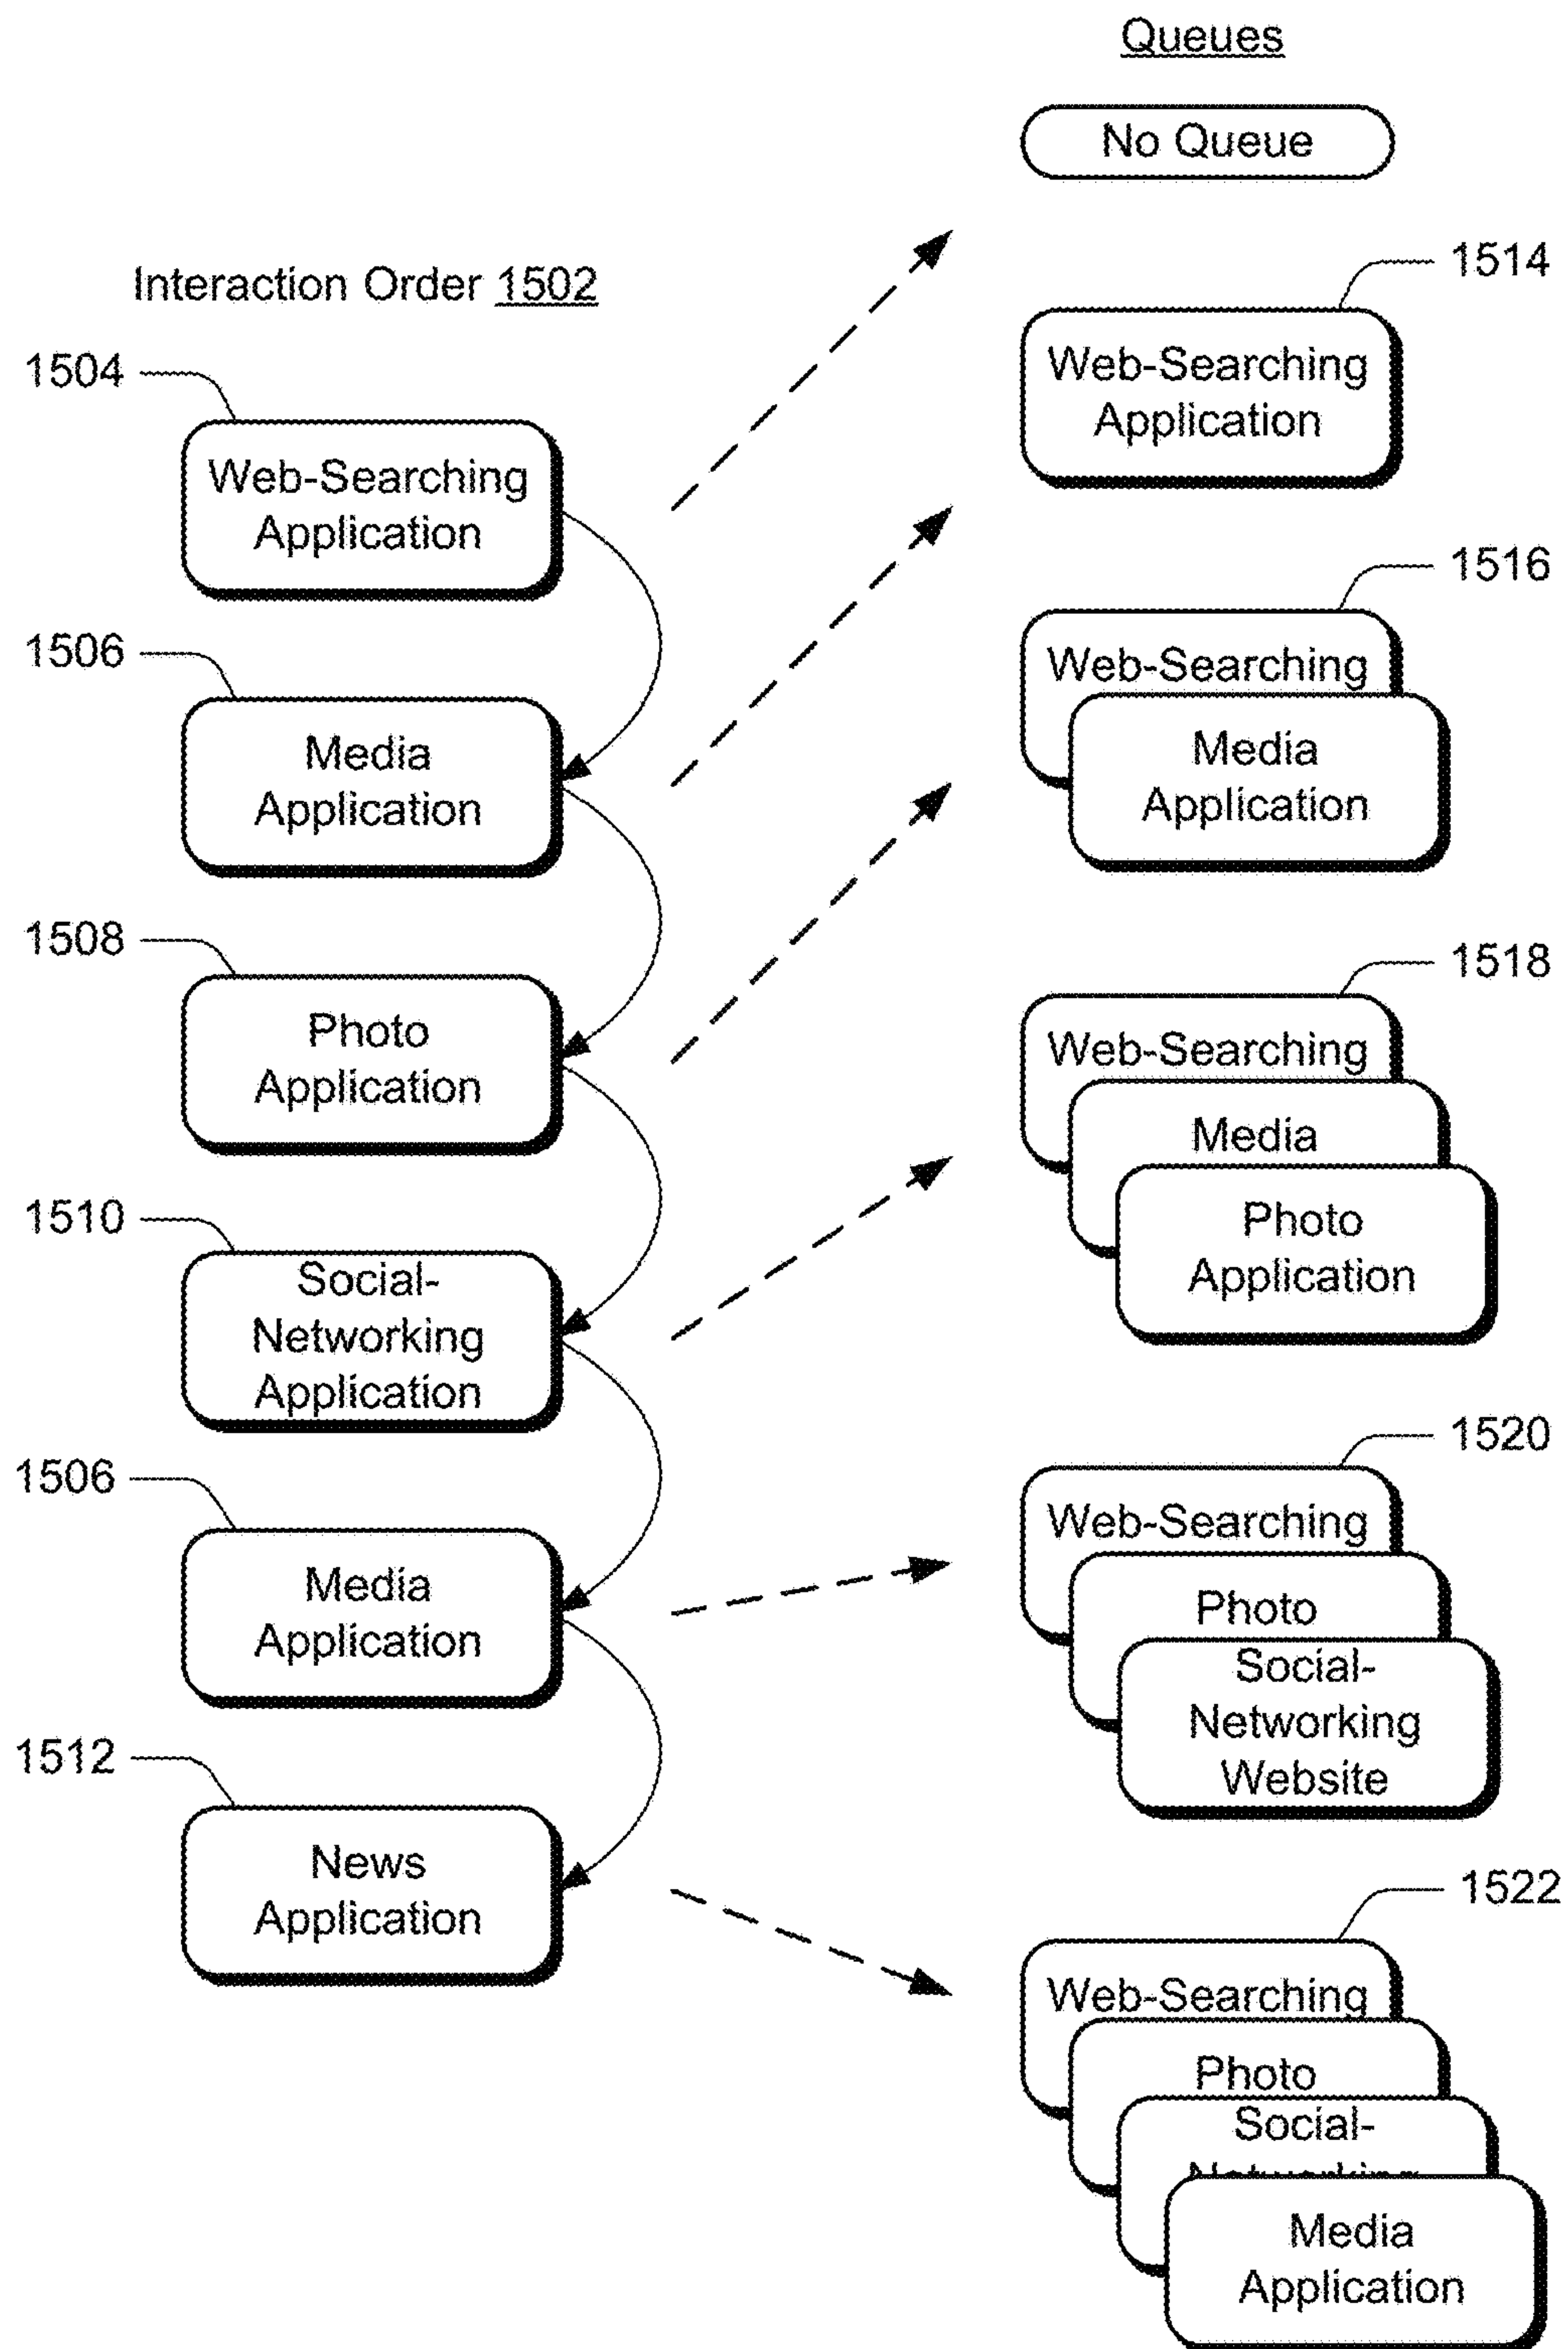 Queues
No Queue
Interaction Order 1502
1504
Web-Searching
Application
1506
Media
Application
1508
Photo
Application
1510
Social-
Networking
Application
1506
Media
Application
1512
News
Application
1514
Web-Searching
Application
1516
Web-Searching
Media
Application
1518
Web-Searching
Media
Photo
Application
1520
Web-Searching
Photo
Social-
Networking
Website
1522
Web-Searching
Photo
Social-
Media
Application